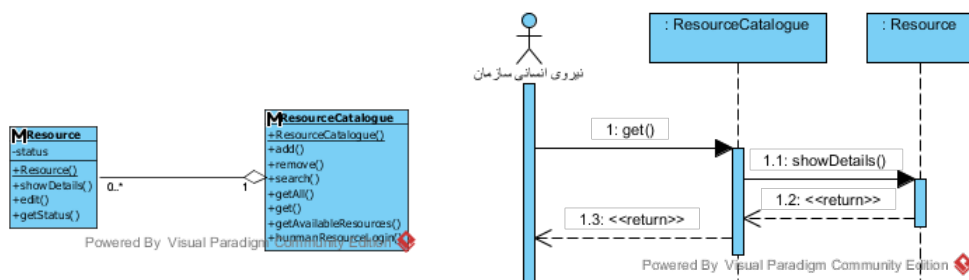 Resource
-status
+Resource()
+showDetails()
+edit()
+getStatus()
0..*
1
ResourceCatalogue
+ResourceCatalogue()
+add()
+remove()
+search()
+getAll()
+get()
+getAvailableResources()
+hummanResourceLogin()
Powered By Visual Paradigm Community Edition
نیروی انسانی سازمان
: ResourceCatalogue
: Resource
1: get()
1.1: showDetails()
1.2: <<return>>
1.3: <<return>>
Powered By Visual Paradigm Community Edition